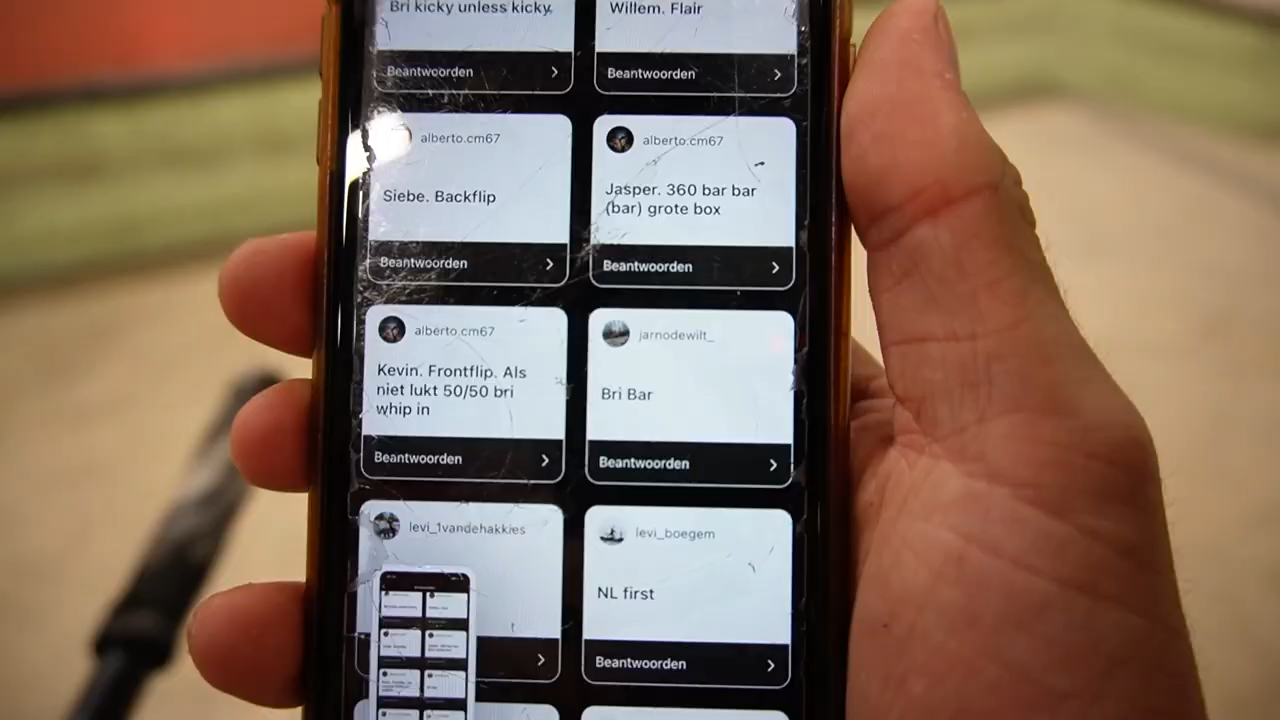 Bri kicky unless kicky
Willem. Flair
Beantwoorden
Beantwoorden
alberto.cm67
alberto.cm67
Siebe. Backflip
Jasper. 360 bar bar
(bar) grote box
Beantwoorden
Beantwoorden
alberto.cm67
jarnodewilt_
Kevin. Frontflip. Als
niet lukt 50/50 bri
whip in
Bri Bar
Beantwoorden
Beantwoorden
levi_1vandehakkies
levi_boegem
NL first
Beantwoorden